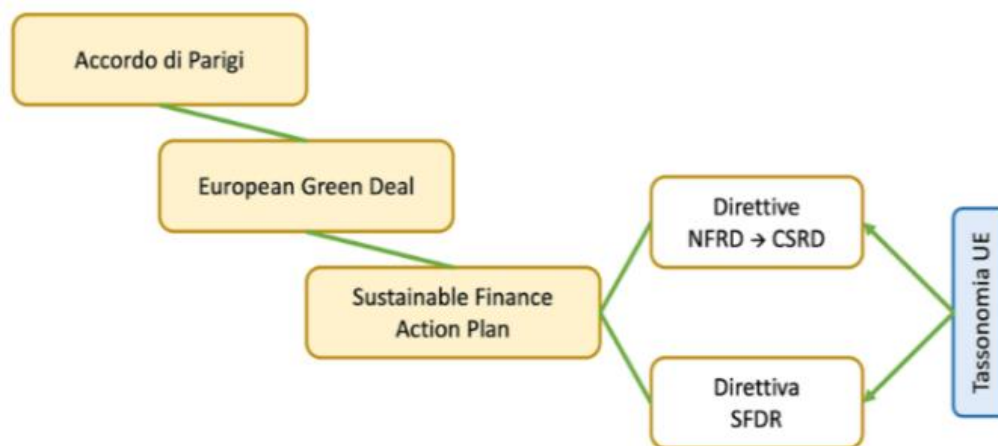 Accordo di Parigi
European Green Deal
Sustainable Finance
Action Plan
Direttive
NFRD → CSRD
Direttiva
SFDR
Tassonomia UE